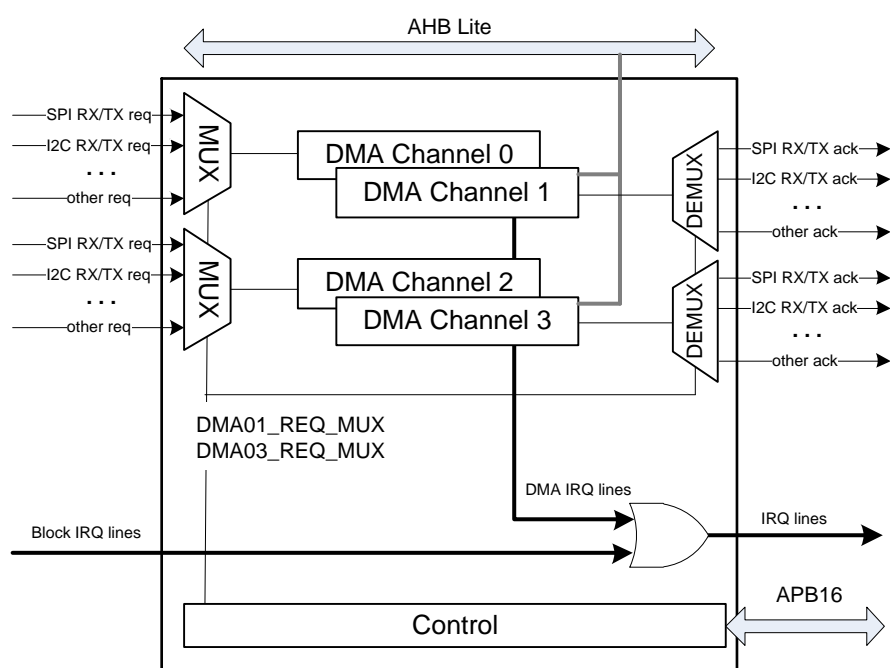 AHB Lite
SPI RX/TX req
I2C RX/TX req
. . .
other req
MUX
DMA Channel 0
DMA Channel 1
DEMUX
SPI RX/TX ack
I2C RX/TX ack
. . .
other ack
SPI RX/TX req
I2C RX/TX req
. . .
other req
MUX
DMA Channel 2
DMA Channel 3
DEMUX
SPI RX/TX ack
I2C RX/TX ack
. . .
other ack
DMA01_REQ_MUX
DMA03_REQ_MUX
DMA IRQ lines
Block IRQ lines
IRQ lines
APB16
Control